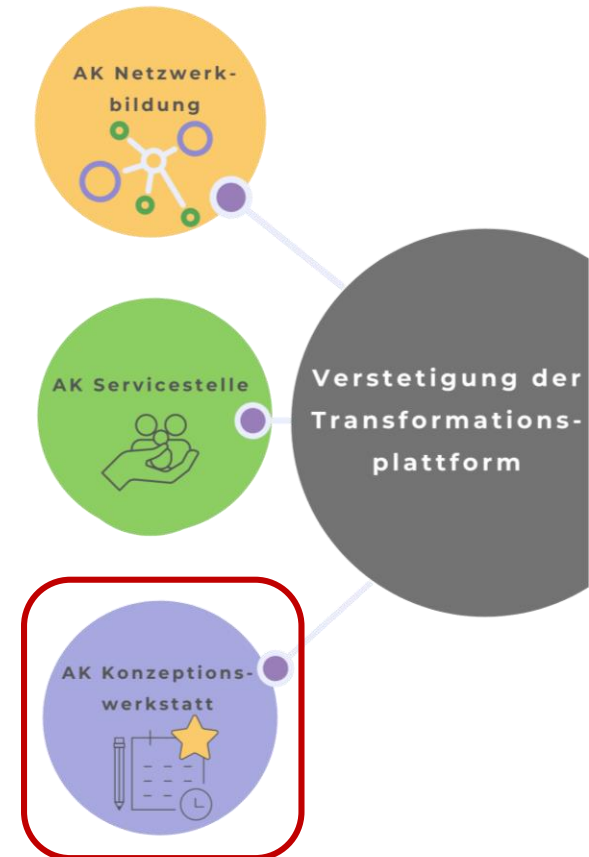 AK Netzwerk-
bildung
AK Servicestelle
Verstetigung der
Transformations-
plattform
AK Konzeptions-
werkstatt